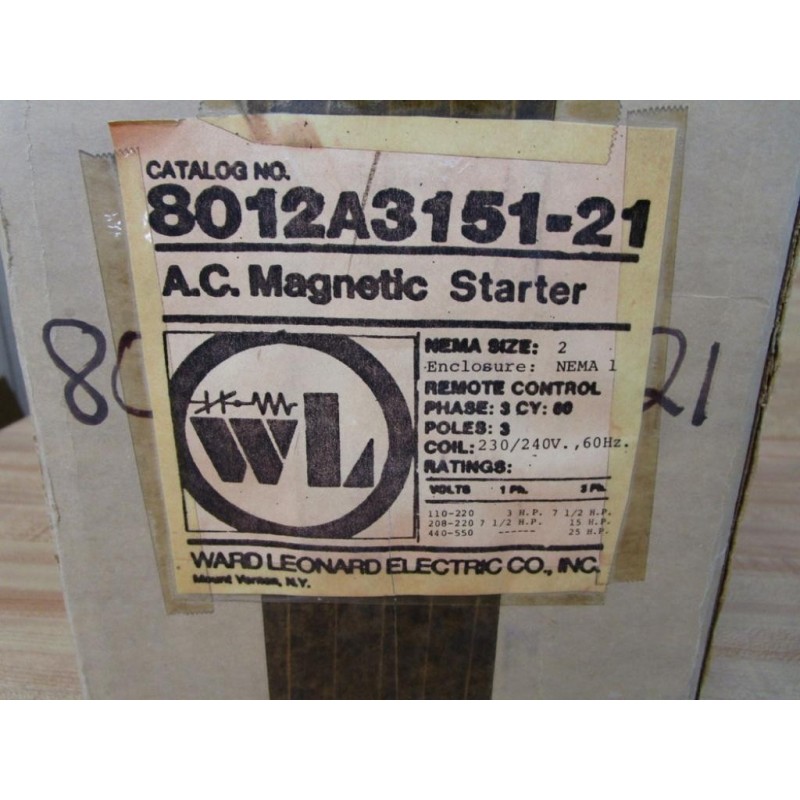 CATALOG NO.
8012A3151-21
A.C. Magnetic Starter
80
21
WL
NEMA SIZE: 2
Enclosure: NEMA 1
REMOTE CONTROL
PHASE: 3 CY: 60
POLES: 3
COIL: 230/240V.,60Hz.
RATINGS:
VOLTS 1 Ph. 3 Ph.
110-220 3 H.P. 7 1/2 H.P.
208-220 7 1/2 H.P. 15 H.P.
440-550 ------ 25 H.P.
WARD LEONARD ELECTRIC CO., INC.
Mount Vernon, N.Y.